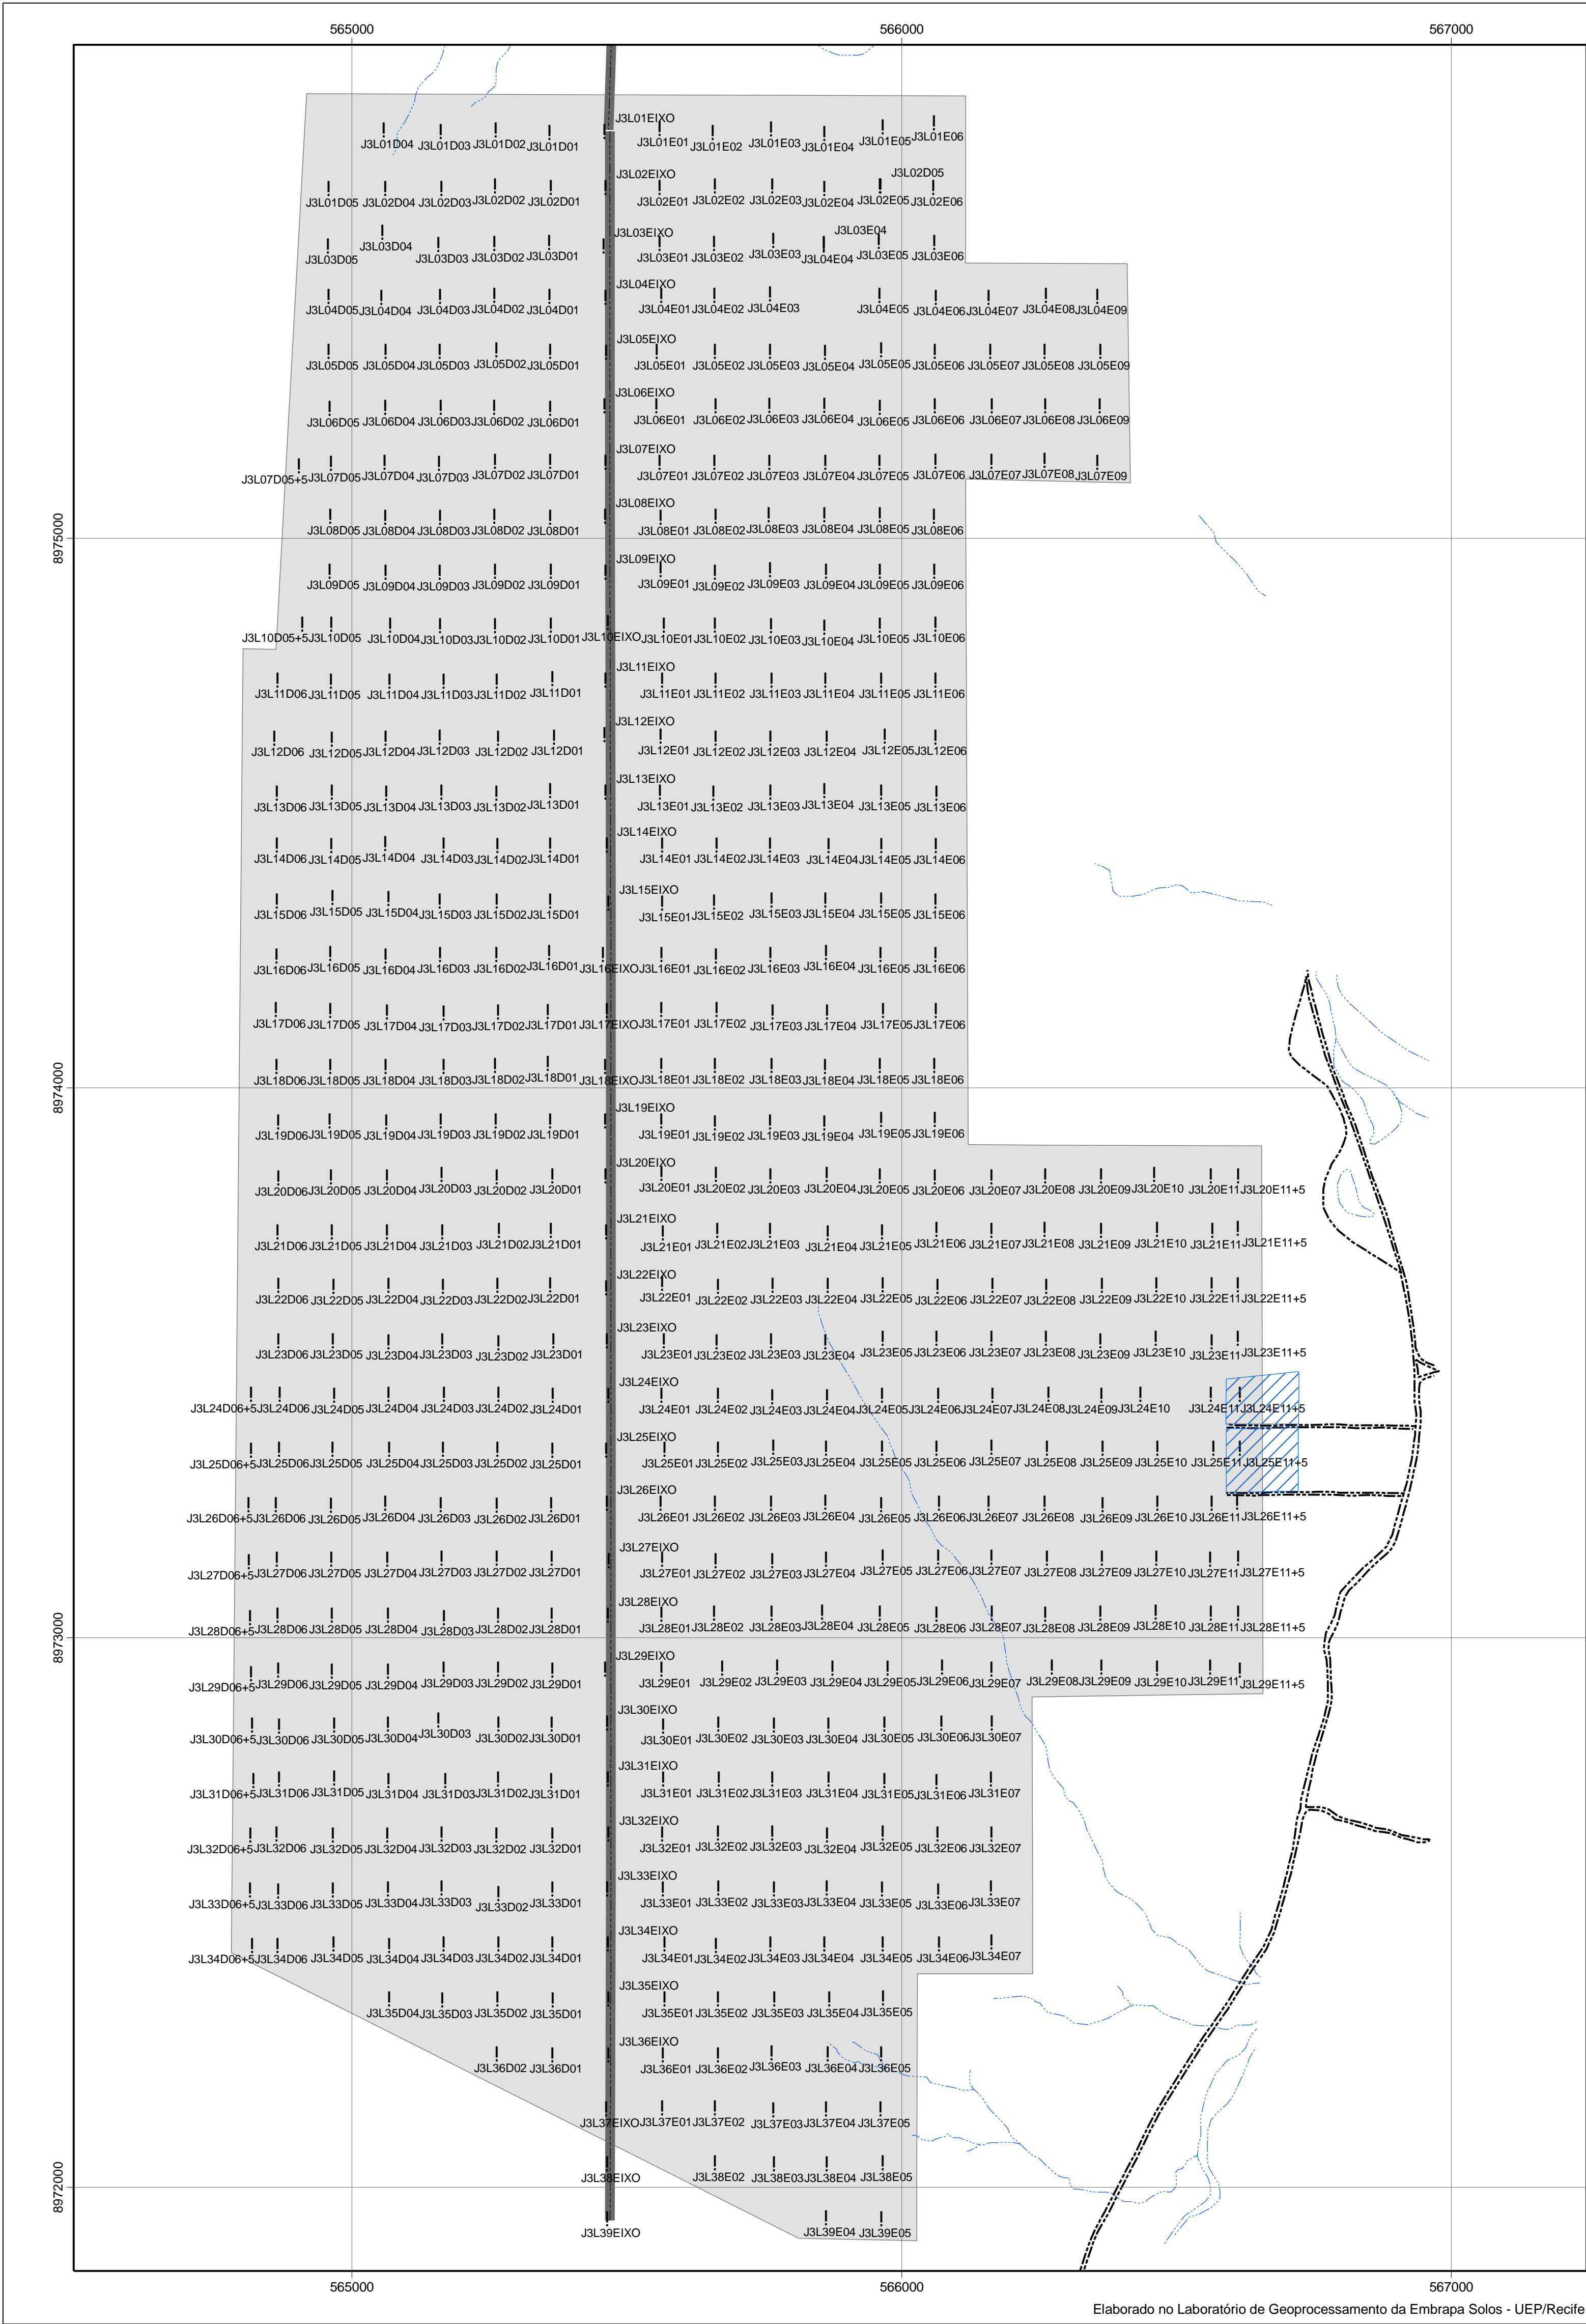 565000 566000 567000
J3L01EIXO
J3L01D04 J3L01D03 J3L01D02 J3L01D01 J3L01E01 J3L01E02 J3L01E03 J3L01E04 J3L01E05 J3L01E06
J3L02EIXO J3L02D05
J3L01D05 J3L02D04 J3L02D03 J3L02D02 J3L02D01 J3L02E01 J3L02E02 J3L02E03 J3L02E04 J3L02E05 J3L02E06
J3L03EIXO J3L03E04
J3L03D05 J3L03D04 J3L03D03 J3L03D02 J3L03D01 J3L03E01 J3L03E02 J3L03E03 J3L04E04 J3L03E05 J3L03E06
J3L04EIXO
J3L04D05 J3L04D04 J3L04D03 J3L04D02 J3L04D01 J3L04E01 J3L04E02 J3L04E03 J3L04E05 J3L04E06 J3L04E07 J3L04E08 J3L04E09
J3L05EIXO
J3L05D05 J3L05D04 J3L05D03 J3L05D02 J3L05D01 J3L05E01 J3L05E02 J3L05E03 J3L05E04 J3L05E05 J3L05E06 J3L05E07 J3L05E08 J3L05E09
J3L06EIXO
J3L06D05 J3L06D04 J3L06D03 J3L06D02 J3L06D01 J3L06E01 J3L06E02 J3L06E03 J3L06E04 J3L06E05 J3L06E06 J3L06E07 J3L06E08 J3L06E09
J3L07EIXO
J3L07D05+5 J3L07D05 J3L07D04 J3L07D03 J3L07D02 J3L07D01 J3L07E01 J3L07E02 J3L07E03 J3L07E04 J3L07E05 J3L07E06 J3L07E07 J3L07E08 J3L07E09
J3L08EIXO
J3L08D05 J3L08D04 J3L08D03 J3L08D02 J3L08D01 J3L08E01 J3L08E02 J3L08E03 J3L08E04 J3L08E05 J3L08E06
8975000
J3L09EIXO
J3L09D05 J3L09D04 J3L09D03 J3L09D02 J3L09D01 J3L09E01 J3L09E02 J3L09E03 J3L09E04 J3L09E05 J3L09E06
J3L10D05+5 J3L10D05 J3L10D04 J3L10D03 J3L10D02 J3L10D01 J3L10EIXO J3L10E01 J3L10E02 J3L10E03 J3L10E04 J3L10E05 J3L10E06
J3L11EIXO
J3L11D06 J3L11D05 J3L11D04 J3L11D03 J3L11D02 J3L11D01 J3L11E01 J3L11E02 J3L11E03 J3L11E04 J3L11E05 J3L11E06
J3L12EIXO
J3L12D06 J3L12D05 J3L12D04 J3L12D03 J3L12D02 J3L12D01 J3L12E01 J3L12E02 J3L12E03 J3L12E04 J3L12E05 J3L12E06
J3L13EIXO
J3L13D06 J3L13D05 J3L13D04 J3L13D03 J3L13D02 J3L13D01 J3L13E01 J3L13E02 J3L13E03 J3L13E04 J3L13E05 J3L13E06
J3L14EIXO
J3L14D06 J3L14D05 J3L14D04 J3L14D03 J3L14D02 J3L14D01 J3L14E01 J3L14E02 J3L14E03 J3L14E04 J3L14E05 J3L14E06
J3L15EIXO
J3L15D06 J3L15D05 J3L15D04 J3L15D03 J3L15D02 J3L15D01 J3L15E01 J3L15E02 J3L15E03 J3L15E04 J3L15E05 J3L15E06
J3L16D06 J3L16D05 J3L16D04 J3L16D03 J3L16D02 J3L16D01 J3L16EIXO J3L16E01 J3L16E02 J3L16E03 J3L16E04 J3L16E05 J3L16E06
J3L17D06 J3L17D05 J3L17D04 J3L17D03 J3L17D02 J3L17D01 J3L17EIXO J3L17E01 J3L17E02 J3L17E03 J3L17E04 J3L17E05 J3L17E06
J3L18D06 J3L18D05 J3L18D04 J3L18D03 J3L18D02 J3L18D01 J3L18EIXO J3L18E01 J3L18E02 J3L18E03 J3L18E04 J3L18E05 J3L18E06
8974000
J3L19EIXO
J3L19D06 J3L19D05 J3L19D04 J3L19D03 J3L19D02 J3L19D01 J3L19E01 J3L19E02 J3L19E03 J3L19E04 J3L19E05 J3L19E06
J3L20EIXO
J3L20D06 J3L20D05 J3L20D04 J3L20D03 J3L20D02 J3L20D01 J3L20E01 J3L20E02 J3L20E03 J3L20E04 J3L20E05 J3L20E06 J3L20E07 J3L20E08 J3L20E09 J3L20E10 J3L20E11 J3L20E11+5
J3L21EIXO
J3L21D06 J3L21D05 J3L21D04 J3L21D03 J3L21D02 J3L21D01 J3L21E01 J3L21E02 J3L21E03 J3L21E04 J3L21E05 J3L21E06 J3L21E07 J3L21E08 J3L21E09 J3L21E10 J3L21E11 J3L21E11+5
J3L22EIXO
J3L22D06 J3L22D05 J3L22D04 J3L22D03 J3L22D02 J3L22D01 J3L22E01 J3L22E02 J3L22E03 J3L22E04 J3L22E05 J3L22E06 J3L22E07 J3L22E08 J3L22E09 J3L22E10 J3L22E11 J3L22E11+5
J3L23EIXO
J3L23D06 J3L23D05 J3L23D04 J3L23D03 J3L23D02 J3L23D01 J3L23E01 J3L23E02 J3L23E03 J3L23E04 J3L23E05 J3L23E06 J3L23E07 J3L23E08 J3L23E09 J3L23E10 J3L23E11 J3L23E11+5
J3L24EIXO
J3L24D06+5 J3L24D06 J3L24D05 J3L24D04 J3L24D03 J3L24D02 J3L24D01 J3L24E01 J3L24E02 J3L24E03 J3L24E04 J3L24E05 J3L24E06 J3L24E07 J3L24E08 J3L24E09 J3L24E10 J3L24E11 J3L24E11+5
J3L25EIXO
J3L25D06+5 J3L25D06 J3L25D05 J3L25D04 J3L25D03 J3L25D02 J3L25D01 J3L25E01 J3L25E02 J3L25E03 J3L25E04 J3L25E05 J3L25E06 J3L25E07 J3L25E08 J3L25E09 J3L25E10 J3L25E11 J3L25E11+5
J3L26EIXO
J3L26D06+5 J3L26D06 J3L26D05 J3L26D04 J3L26D03 J3L26D02 J3L26D01 J3L26E01 J3L26E02 J3L26E03 J3L26E04 J3L26E05 J3L26E06 J3L26E07 J3L26E08 J3L26E09 J3L26E10 J3L26E11 J3L26E11+5
J3L27EIXO
J3L27D06+5 J3L27D06 J3L27D05 J3L27D04 J3L27D03 J3L27D02 J3L27D01 J3L27E01 J3L27E02 J3L27E03 J3L27E04 J3L27E05 J3L27E06 J3L27E07 J3L27E08 J3L27E09 J3L27E10 J3L27E11 J3L27E11+5
J3L28EIXO
J3L28D06+5 J3L28D06 J3L28D05 J3L28D04 J3L28D03 J3L28D02 J3L28D01 J3L28E01 J3L28E02 J3L28E03 J3L28E04 J3L28E05 J3L28E06 J3L28E07 J3L28E08 J3L28E09 J3L28E10 J3L28E11 J3L28E11+5
8973000
J3L29EIXO
J3L29D06+5 J3L29D06 J3L29D05 J3L29D04 J3L29D03 J3L29D02 J3L29D01 J3L29E01 J3L29E02 J3L29E03 J3L29E04 J3L29E05 J3L29E06 J3L29E07 J3L29E08 J3L29E09 J3L29E10 J3L29E11 J3L29E11+5
J3L30EIXO
J3L30D06+5 J3L30D06 J3L30D05 J3L30D04 J3L30D03 J3L30D02 J3L30D01 J3L30E01 J3L30E02 J3L30E03 J3L30E04 J3L30E05 J3L30E06 J3L30E07
J3L31EIXO
J3L31D06+5 J3L31D06 J3L31D05 J3L31D04 J3L31D03 J3L31D02 J3L31D01 J3L31E01 J3L31E02 J3L31E03 J3L31E04 J3L31E05 J3L31E06 J3L31E07
J3L32EIXO
J3L32D06+5 J3L32D06 J3L32D05 J3L32D04 J3L32D03 J3L32D02 J3L32D01 J3L32E01 J3L32E02 J3L32E03 J3L32E04 J3L32E05 J3L32E06 J3L32E07
J3L33EIXO
J3L33D06+5 J3L33D06 J3L33D05 J3L33D04 J3L33D03 J3L33D02 J3L33D01 J3L33E01 J3L33E02 J3L33E03 J3L33E04 J3L33E05 J3L33E06 J3L33E07
J3L34EIXO
J3L34D06+5 J3L34D06 J3L34D05 J3L34D04 J3L34D03 J3L34D02 J3L34D01 J3L34E01 J3L34E02 J3L34E03 J3L34E04 J3L34E05 J3L34E06 J3L34E07
J3L35EIXO
J3L35D04 J3L35D03 J3L35D02 J3L35D01 J3L35E01 J3L35E02 J3L35E03 J3L35E04 J3L35E05
J3L36EIXO
J3L36D02 J3L36D01 J3L36E01 J3L36E02 J3L36E03 J3L36E04 J3L36E05
J3L37EIXO J3L37E01 J3L37E02 J3L37E03 J3L37E04 J3L37E05
J3L38EIXO J3L38E02 J3L38E03 J3L38E04 J3L38E05
8972000
J3L39EIXO J3L39E04 J3L39E05
565000 566000 567000
Elaborado no Laboratório de Geoprocessamento da Embrapa Solos - UEP/Recife